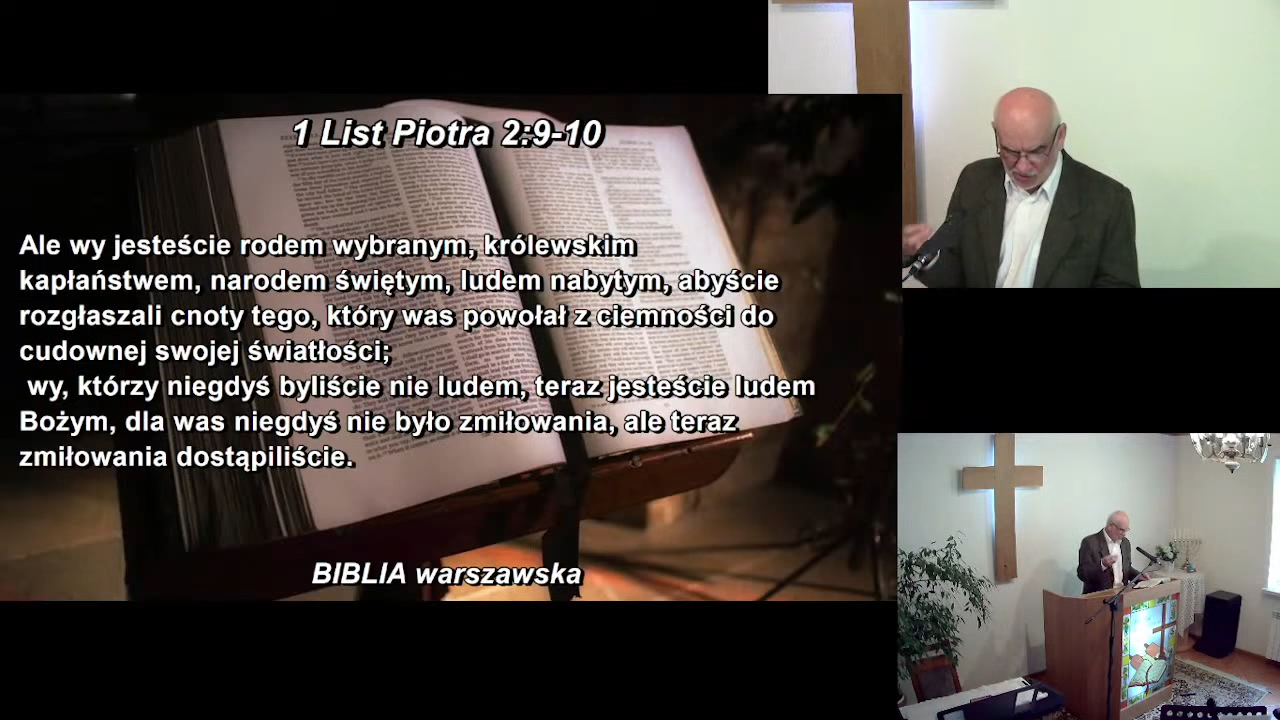 1 List Piotra 2:9-10
Ale wy jesteście rodem wybranym, królewskim
kapłaństwem, narodem świętym, ludem nabytym, abyście
rozgłaszali cnoty tego, który was powołał z ciemności do
cudownej swojej światłości;
wy, którzy niegdyś byliście nie ludem, teraz jesteście ludem
Bożym, dla was niegdyś nie było zmiłowania, ale teraz
zmiłowania dostąpiliście.
BIBLIA warszawska